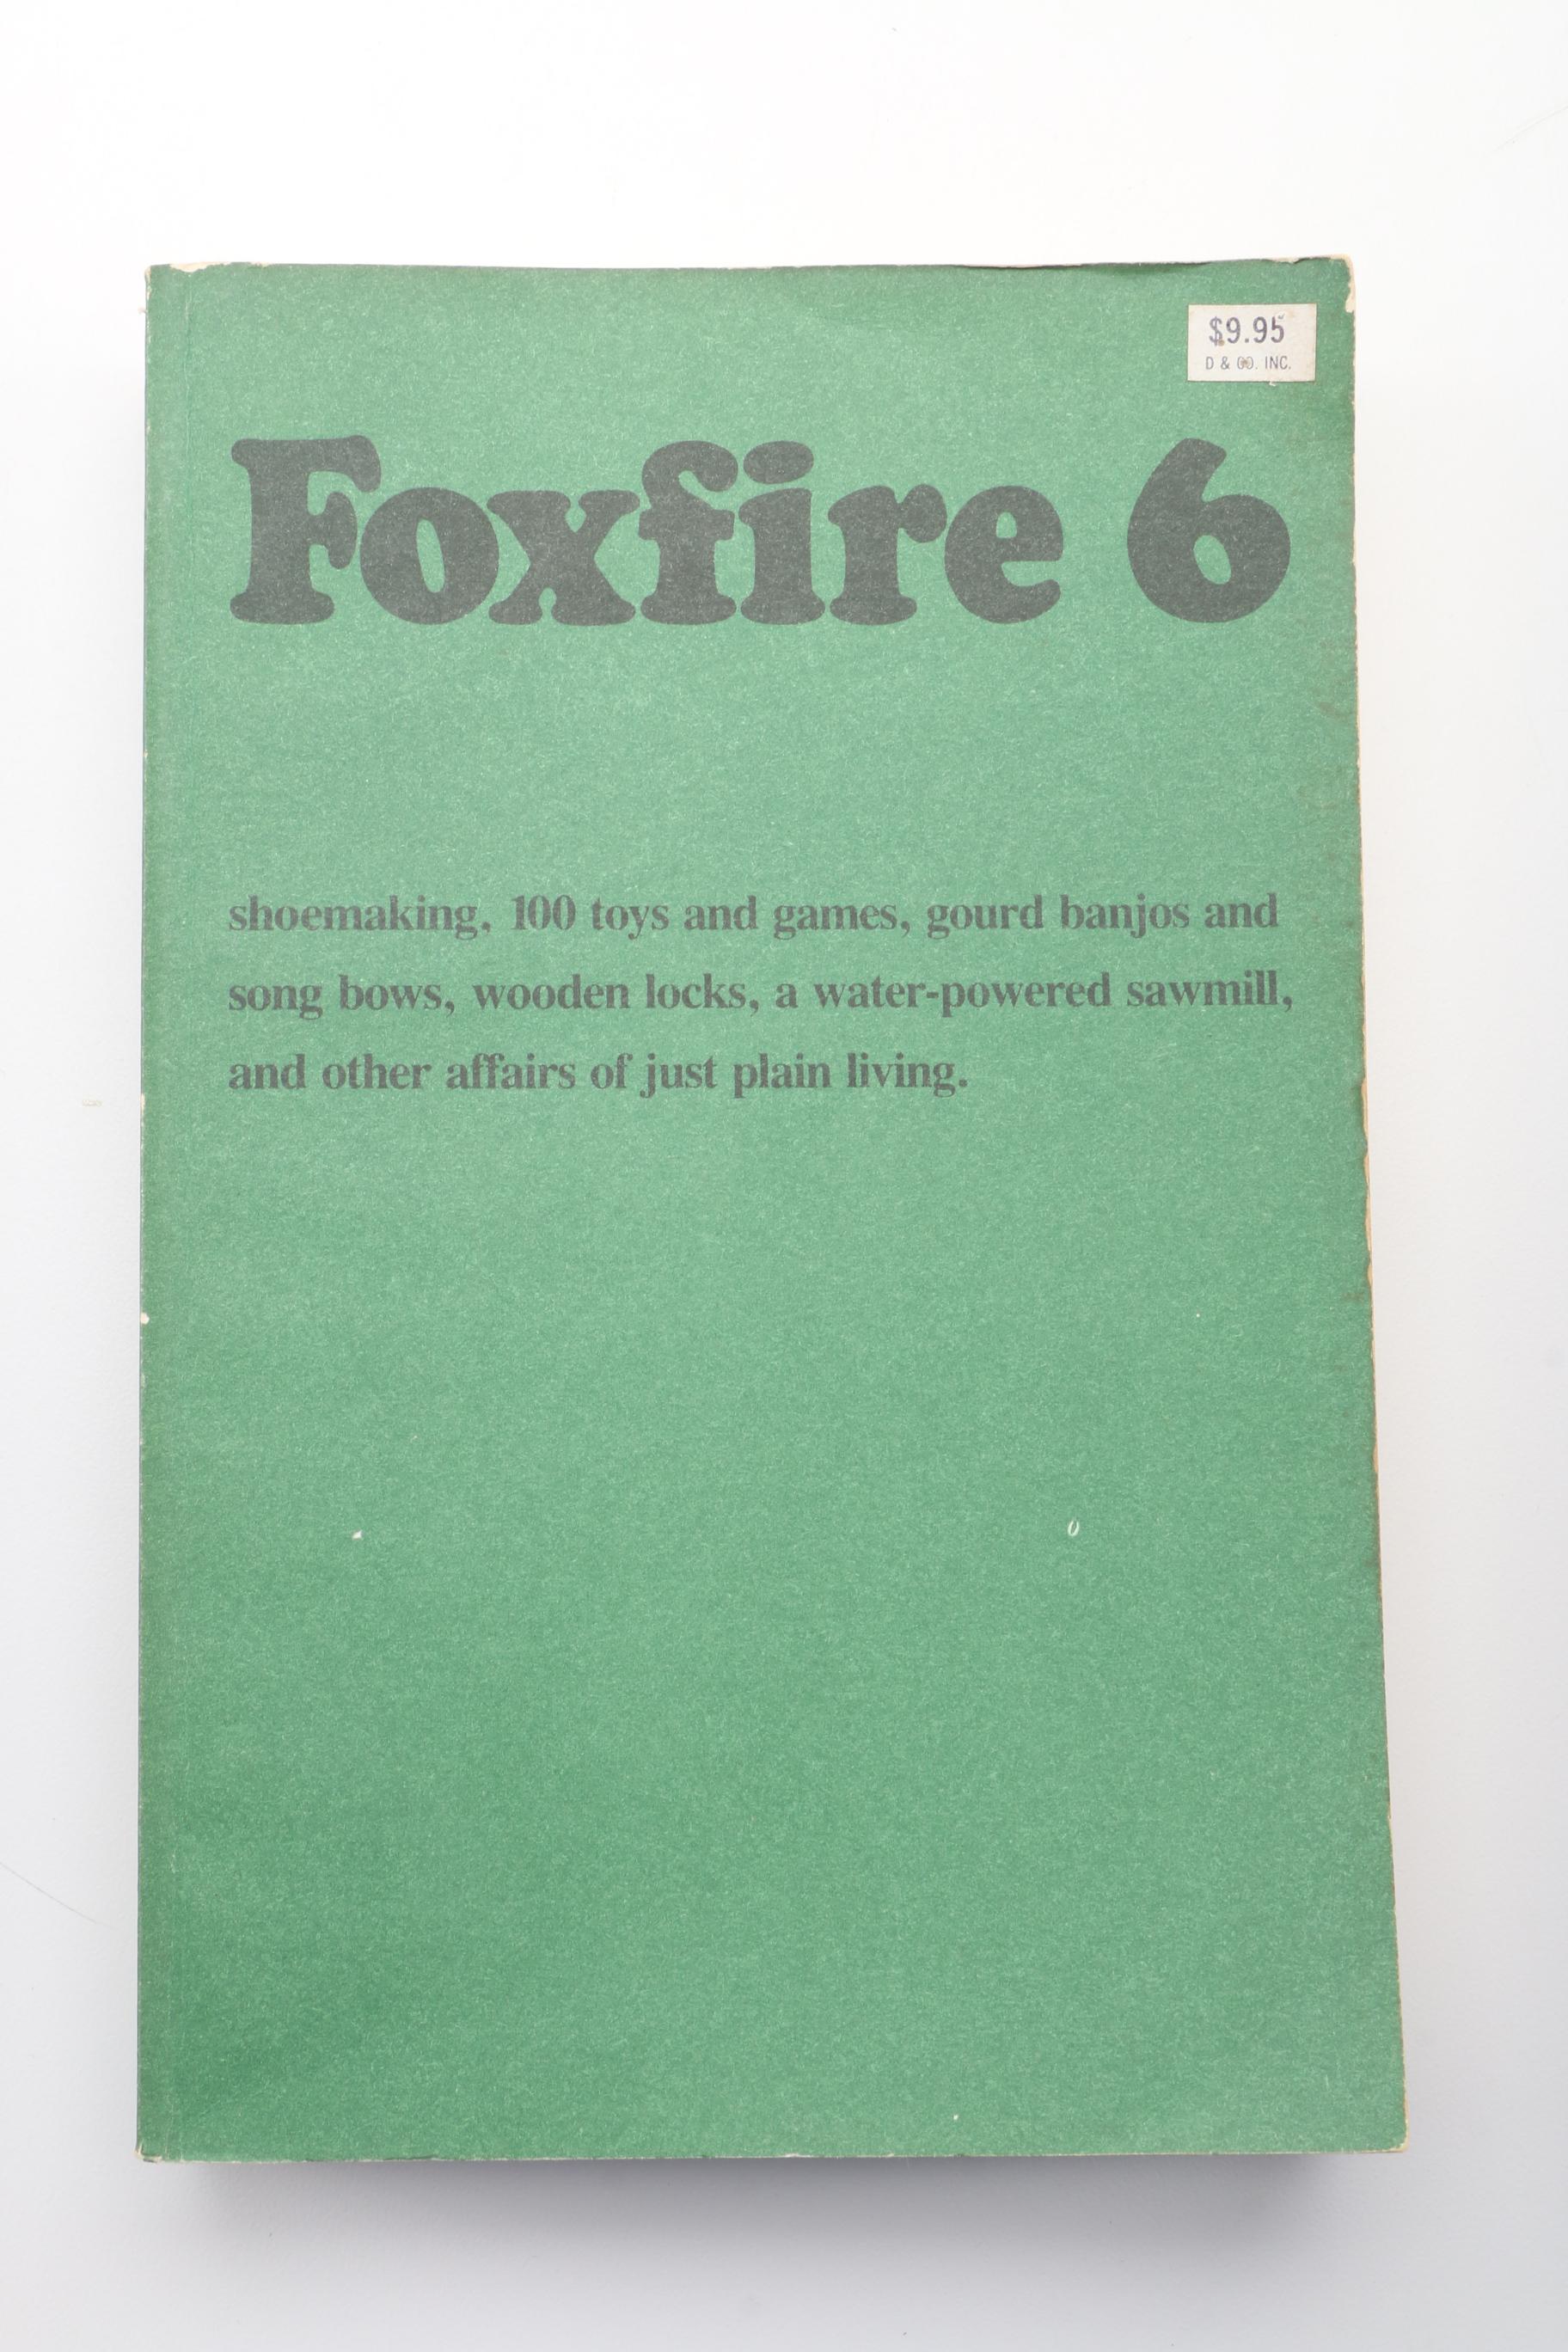 $9.95
D & CO. INC.
Foxfire 6
shoemaking, 100 toys and games, gourd banjos and
song bows, wooden locks, a water-powered sawmill,
and other affairs of just plain living.